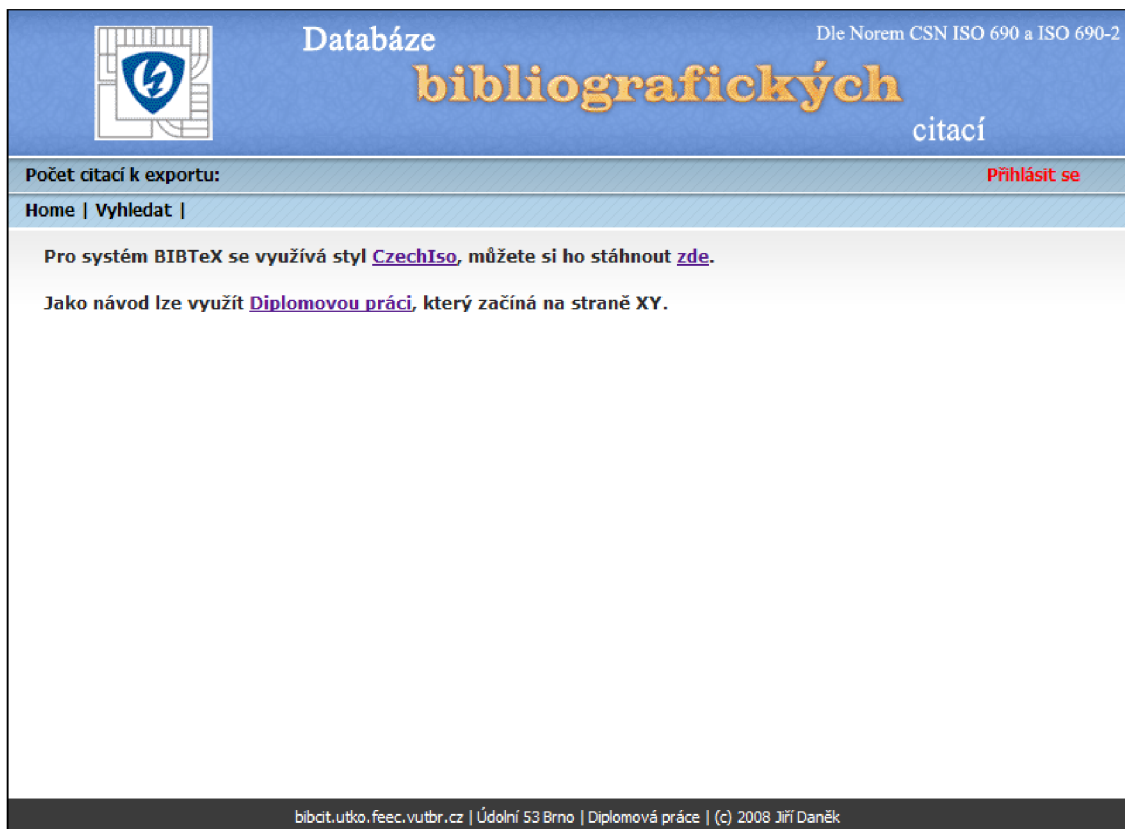 Databáze
Dle Norem CSN ISO 690 a ISO 690-2
bibliografických
citací
Počet citací k exportu:
Přihlásit se
Home | Vyhledat |
Pro systém BIBTeX se využívá styl CzechIso, můžete si ho stáhnout zde.
Jako návod lze využít Diplomovou práci, který začíná na straně XY.
bibcit.utko.feec.vutbr.cz | Údolní 53 Brno | Diplomová práce | (c) 2008 Jiří Daněk